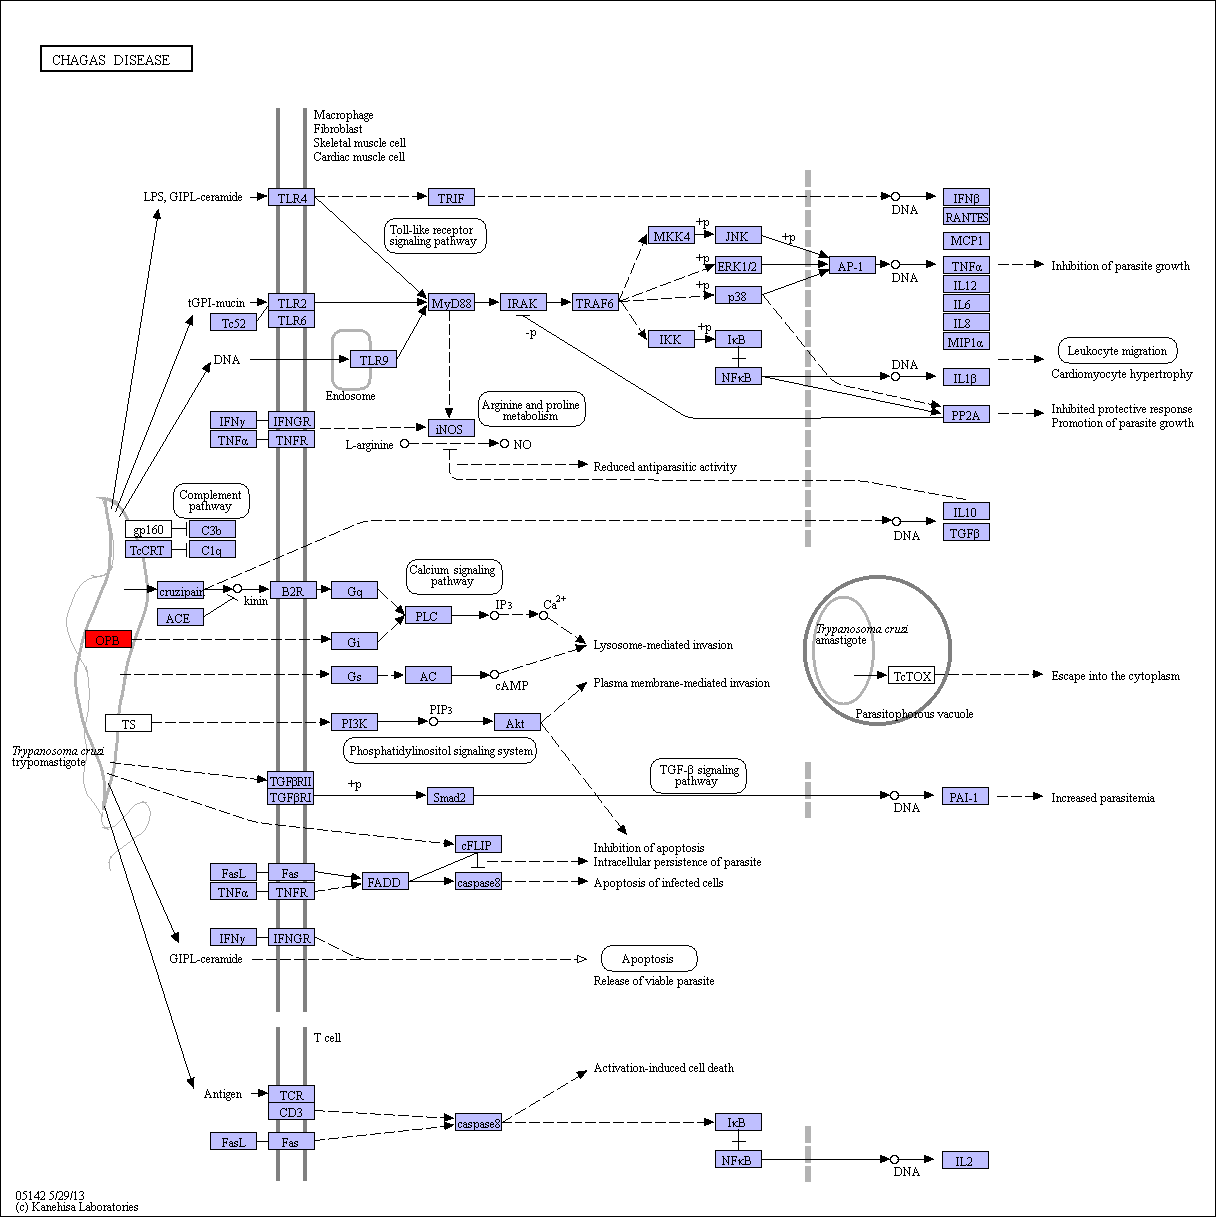 CHAGAS DISEASE
Macrophage
Fibroblast
Skeletal muscle cell
Cardiac muscle cell
LPS, GIPL-ceramide
TLR4
TRIF
DNA
IFNβ
RANTES
Toll-like receptor
signaling pathway
MKK4
+p
JNK
+p
MCP1
+p
ERK1/2
AP-1
DNA
TNFα
Inhibition of parasite growth
IL12
tGPI-mucin
TLR2
MyD88
IRAK
TRAF6
+p
p38
IL6
Tc52
TLR6
-p
+p
IL8
IKK
IκB
MIP1α
DNA
TLR9
Endosome
NFκB
DNA
IL1β
Leukocyte migration
Cardiomyocyte hypertrophy
IFNγ
IFNGR
TNFα
TNFR
iNOS
Arginine and proline
metabolism
L-arginine
NO
PP2A
Inhibited protective response
Promotion of parasite growth
Reduced antiparasitic activity
Complement
pathway
gp160
C3b
TcCRT
C1q
DNA
IL10
TGFβ
cruzipain
kinin
B2R
Gq
Calcium signaling
pathway
ACE
PLC
IP3
Ca2+
OPB
Gi
Lysosome-mediated invasion
Gs
AC
cAMP
Plasma membrane-mediated invasion
Trypanosoma cruzi
amastigote
TcTOX
Escape into the cytoplasm
Parasitophorous vacuole
TS
PI3K
PIP3
Akt
Phosphatidylinositol signaling system
Trypanosoma cruzi
trypomastigote
TGFβRII
TGFβRI
+p
Smad2
TGF-β signaling
pathway
DNA
PAI-1
Increased parasitemia
cFLIP
Inhibition of apoptosis
Intracellular persistence of parasite
FasL
Fas
TNFα
TNFR
FADD
caspase8
Apoptosis of infected cells
IFNγ
IFNGR
GIPL-ceramide
Apoptosis
Release of viable parasite
T cell
Activation-induced cell death
Antigen
TCR
CD3
caspase8
IκB
FasL
Fas
NFκB
DNA
IL2
05142 5/29/13
(c) Kanehisa Laboratories